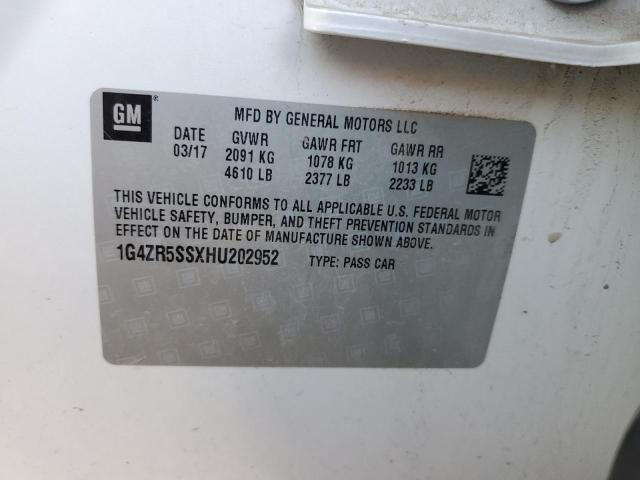 GM
MFD BY GENERAL MOTORS LLC
DATE GVWR GAWR FRT GAWR RR
03/17 2091 KG 1078 KG 1013 KG
4610 LB 2377 LB 2233 LB
THIS VEHICLE CONFORMS TO ALL APPLICABLE U.S. FEDERAL MOTOR
VEHICLE SAFETY, BUMPER, AND THEFT PREVENTION STANDARDS IN
EFFECT ON THE DATE OF MANUFACTURE SHOWN ABOVE.
1G4ZR5SSXHU202952 TYPE: PASS CAR